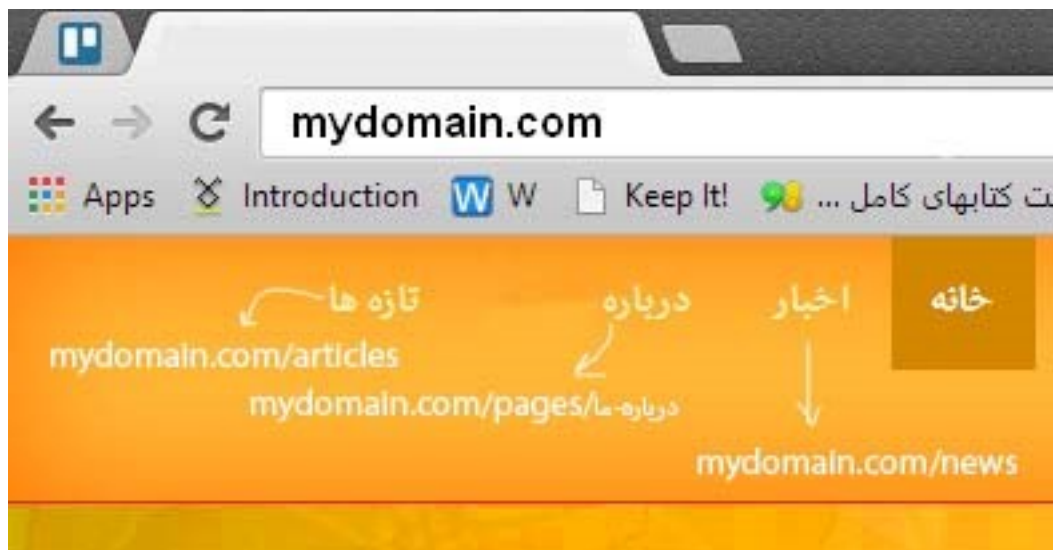 mydomain.com
Apps Introduction W W Keep It! 98 ... ت کتابهای کامل
خانه اخبار درباره تازه ها
mydomain.com/articles
mydomain.com/pages/درباره-ما
mydomain.com/news